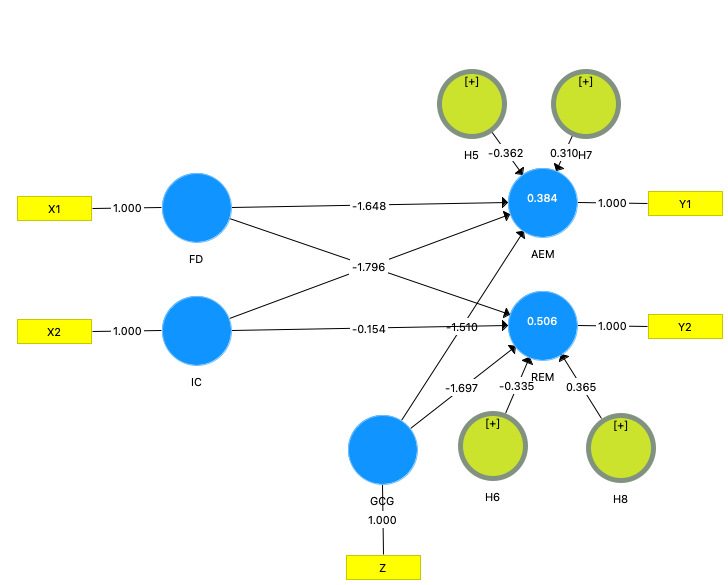 [+]
[+]
H5
-0.362
0.310
H7
X1
1.000
-1.648
0.384
1.000
Y1
FD
AEM
-1.796
X2
1.000
-0.154
-1.510
0.506
1.000
Y2
IC
REM
-1.697
-0.335
0.365
[+]
[+]
GCG
H6
H8
1.000
Z